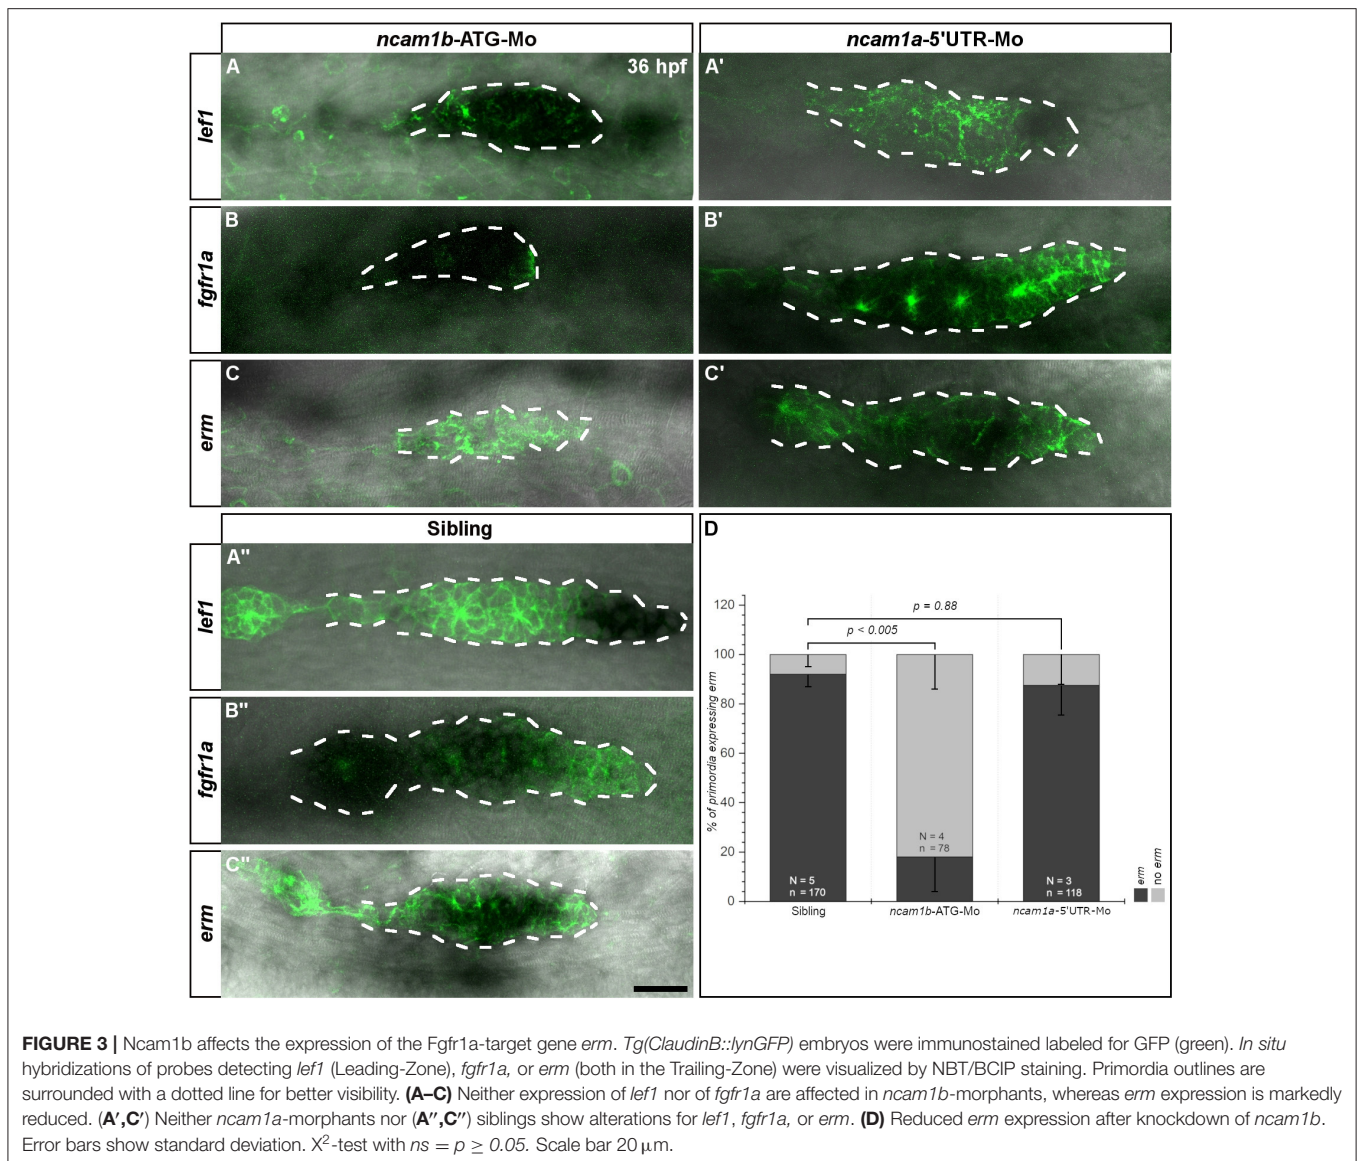 ncam1b-ATG-Mo
ncam1a-5'UTR-Mo
lef1
A
36 hpf
A'
fgfr1a
B
B'
erm
C
C'
Sibling
lef1
A"
fgfr1a
B"
erm
C"
D
% of primordia expressing erm
120
100
80
60
40
20
0
p = 0.88
p < 0.005
N = 5
n = 170
N = 4
n = 78
N = 3
n = 118
Sibling
ncam1b-ATG-Mo
ncam1a-5'UTR-Mo
erm
no erm
FIGURE 3 | Ncam1b affects the expression of the Fgfr1a-target gene erm. Tg(ClaudinB::lynGFP) embryos were immunostained labeled for GFP (green). In situ
hybridizations of probes detecting lef1 (Leading-Zone), fgfr1a, or erm (both in the Trailing-Zone) were visualized by NBT/BCIP staining. Primordia outlines are
surrounded with a dotted line for better visibility. (A–C) Neither expression of lef1 nor of fgfr1a are affected in ncam1b-morphants, whereas erm expression is markedly
reduced. (A′,C′) Neither ncam1a-morphants nor (A′′,C′′) siblings show alterations for lef1, fgfr1a, or erm. (D) Reduced erm expression after knockdown of ncam1b.
Error bars show standard deviation. X²-test with ns = p ≥ 0.05. Scale bar 20 μm.